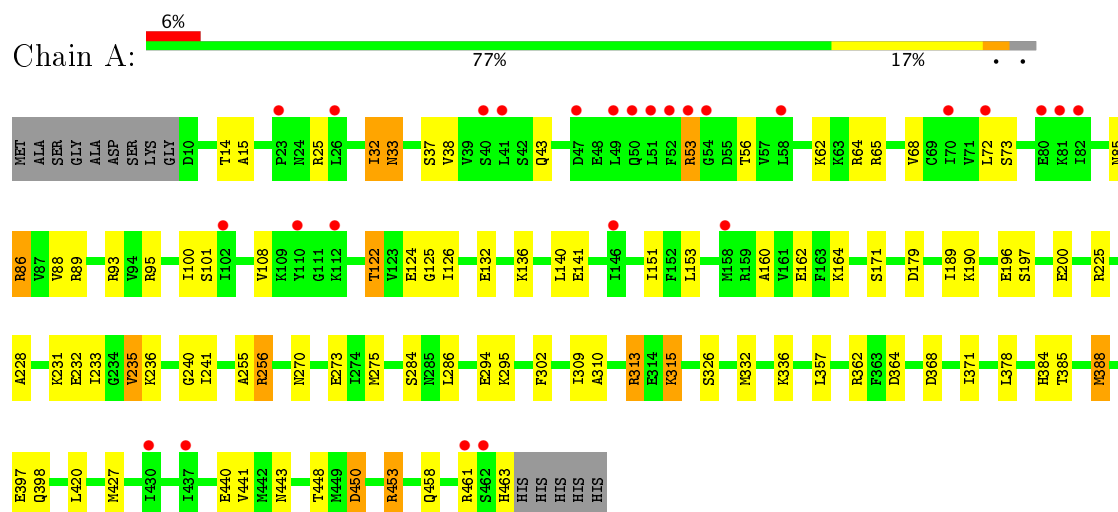 6%
Chain A:
77% 17% • •
MET ALA SER GLY ALA ASP SER LYS GLY D10 T14 A15 P23 N24 R25 L26 I32 N33 S37 V38 V39 S40 L41 S42 Q43 D47 E48 L49 Q50 L51 F52 R53 G54 D55 T56 V57 L58 K62 K63 R64 R65 V68 C69 I70 V71 L72 S73 E80 K81 I82 N85
R86 V87 V88 R89 R93 V94 R95 I100 S101 I102 V108 K109 Y110 G111 K112 T122 V123 E124 G125 I126 E132 K136 L140 E141 I146 I151 F152 L153 M158 R159 A160 V161 E162 F163 K164 S171 D179 I189 K190 E196 S197 E200 R225
A228 K231 E232 I233 G234 V235 K236 G240 I241 A255 R256 N270 E273 I274 M275 S284 N285 L286 E294 K295 F302 I309 A310 R313 E314 K315 S326 M332 K336 L357 R362 F363 D364 D368 I371 L378 H384 T385 M388
E397 Q398 L420 M427 I430 I437 E440 V441 M442 N443 T448 M449 D450 R453 Q458 R461 S462 H463 HIS HIS HIS HIS HIS